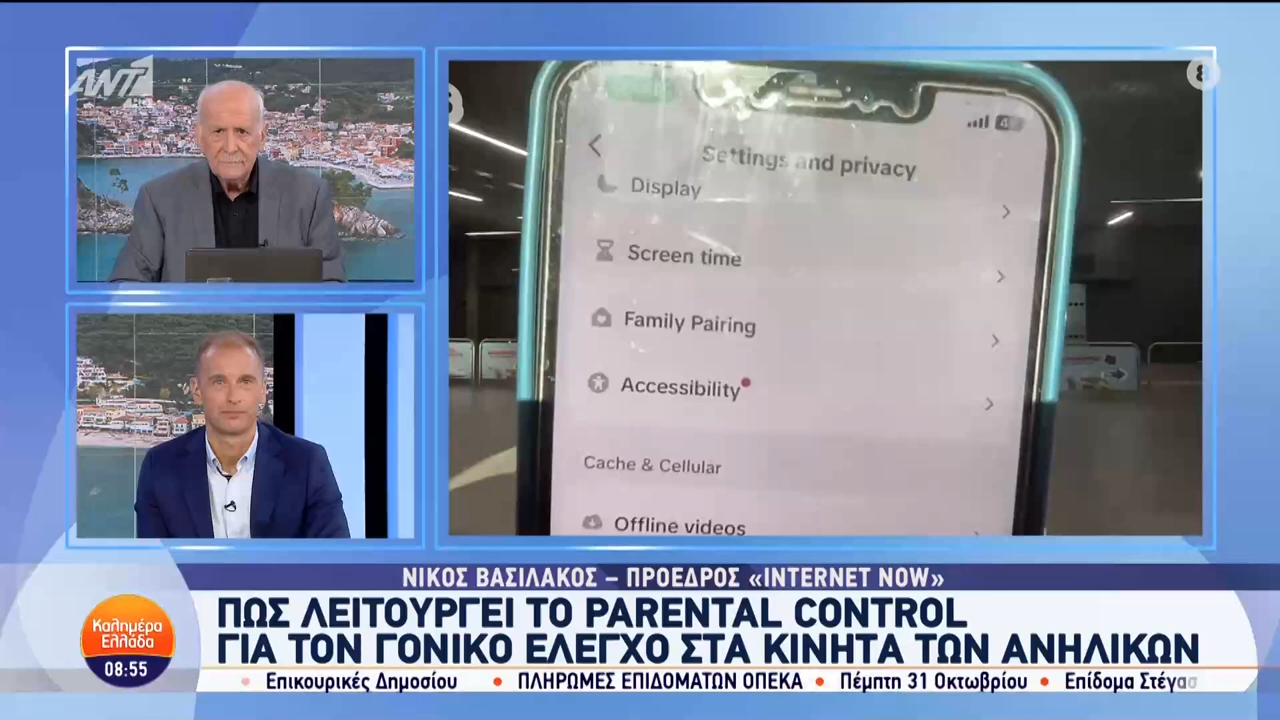 ANT1
Settings and privacy
Display
Screen time
Family Pairing
Accessibility
Cache & Cellular
Offline videos
ΝΙΚΟΣ ΒΑΣΙΛΑΚΟΣ – ΠΡΟΕΔΡΟΣ «INTERNET NOW»
ΠΩΣ ΛΕΙΤΟΥΡΓΕΙ ΤΟ PARENTAL CONTROL
ΓΙΑ ΤΟΝ ΓΟΝΙΚΟ ΕΛΕΓΧΟ ΣΤΑ ΚΙΝΗΤΑ ΤΩΝ ΑΝΗΛΙΚΩΝ
Καλημέρα
Ελλάδα
08:55
Επικουρικές Δημοσίου • ΠΛΗΡΩΜΕΣ ΕΠΙΔΟΜΑΤΩΝ ΟΠΕΚΑ • Πέμπτη 31 Οκτωβρίου • Επίδομα Στέγασ